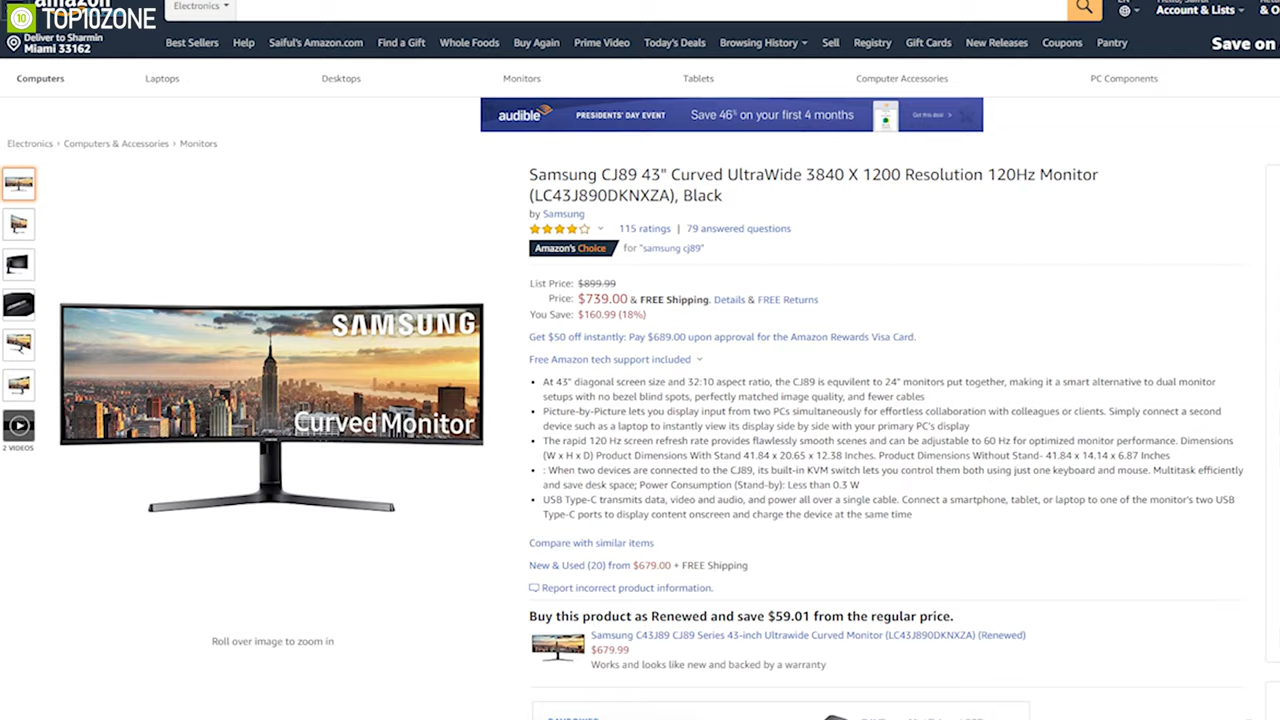 amazon
10 TOP10ZONE
Electronics
Account & Lists
Deliver to Sharmin
Miami 33162
Best Sellers Help Saiful's Amazon.com Find a Gift Whole Foods Buy Again Prime Video Today's Deals Browsing History Sell Registry Gift Cards New Releases Coupons Pantry
Save on
Computers Laptops Desktops Monitors Tablets Computer Accessories PC Components
audible PRESIDENTS' DAY EVENT Save 46% on your first 4 months Get this deal >
Electronics › Computers & Accessories › Monitors
Samsung CJ89 43" Curved UltraWide 3840 X 1200 Resolution 120Hz Monitor
(LC43J890DKNXZA), Black
by Samsung
115 ratings | 79 answered questions
Amazon's Choice for "samsung cj89"
List Price: $899.99
Price: $739.00 & FREE Shipping. Details & FREE Returns
You Save: $160.99 (18%)
Get $50 off instantly: Pay $689.00 upon approval for the Amazon Rewards Visa Card.
Free Amazon tech support included
• At 43" diagonal screen size and 32:10 aspect ratio, the CJ89 is equvilent to 24" monitors put together, making it a smart alternative to dual monitor
setups with no bezel blind spots, perfectly matched image quality, and fewer cables
• Picture-by-Picture lets you display input from two PCs simultaneously for effortless collaboration with colleagues or clients. Simply connect a second
device such as a laptop to instantly view its display side by side with your primary PC's display
• The rapid 120 Hz screen refresh rate provides flawlessly smooth scenes and can be adjustable to 60 Hz for optimized monitor performance. Dimensions
(W x H x D) Product Dimensions With Stand 41.84 x 20.65 x 12.38 Inches. Product Dimensions Without Stand- 41.84 x 14.14 x 6.87 Inches
• : When two devices are connected to the CJ89, its built-in KVM switch lets you control them both using just one keyboard and mouse. Multitask efficiently
and save desk space; Power Consumption (Stand-by): Less than 0.3 W
• USB Type-C transmits data, video and audio, and power all over a single cable. Connect a smartphone, tablet, or laptop to one of the monitor's two USB
Type-C ports to display content onscreen and charge the device at the same time
SAMSUNG
Curved Monitor
2 VIDEOS
Roll over image to zoom in
Compare with similar items
New & Used (20) from $679.00 + FREE Shipping
Report incorrect product information.
Buy this product as Renewed and save $59.01 from the regular price.
Samsung C43J89 CJ89 Series 43-inch Ultrawide Curved Monitor (LC43J890DKNXZA) (Renewed)
$679.99
Works and looks like new and backed by a warranty